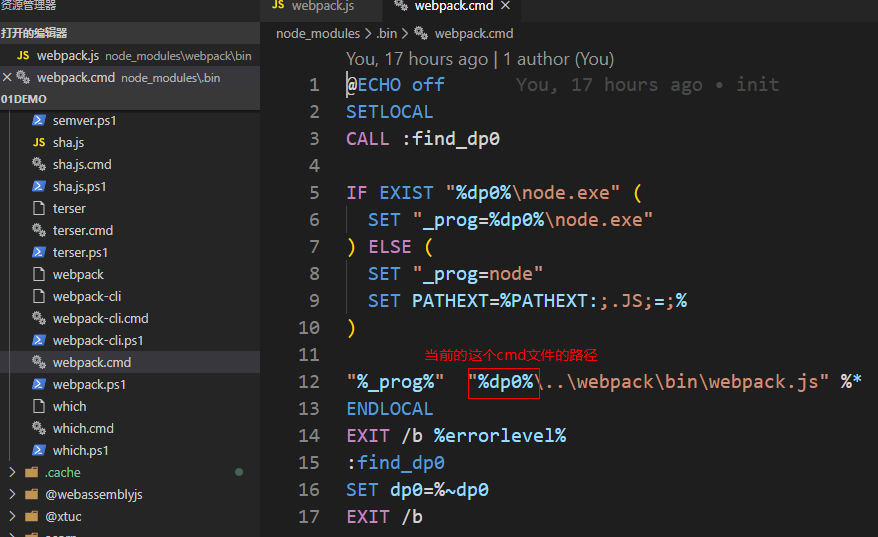 资源管理器
打开的编辑器
JS webpack.js node_modules\webpack\bin
webpack.cmd node_modules\.bin
01DEMO
semver.ps1
JS sha.js
sha.js.cmd
sha.js.ps1
terser
terser.cmd
terser.ps1
webpack
webpack-cli
webpack-cli.cmd
webpack-cli.ps1
webpack.cmd
webpack.ps1
which
which.cmd
which.ps1
.cache
@webassemblyjs
@xtuc
JS webpack.js
webpack.cmd
node_modules > .bin > webpack.cmd
You, 17 hours ago | 1 author (You)
1 @ECHO off You, 17 hours ago • init
2 SETLOCAL
3 CALL :find_dp0
4
5 IF EXIST "%dp0%\node.exe" (
6 SET "_prog=%dp0%\node.exe"
7 ) ELSE (
8 SET "_prog=node"
9 SET PATHEXT=%PATHEXT:;.JS;=;%
10 )
11 当前的这个cmd文件的路径
12 "%_prog%" "%dp0%\..\webpack\bin\webpack.js" %*
13 ENDLOCAL
14 EXIT /b %errorlevel%
15 :find_dp0
16 SET dp0=%~dp0
17 EXIT /b